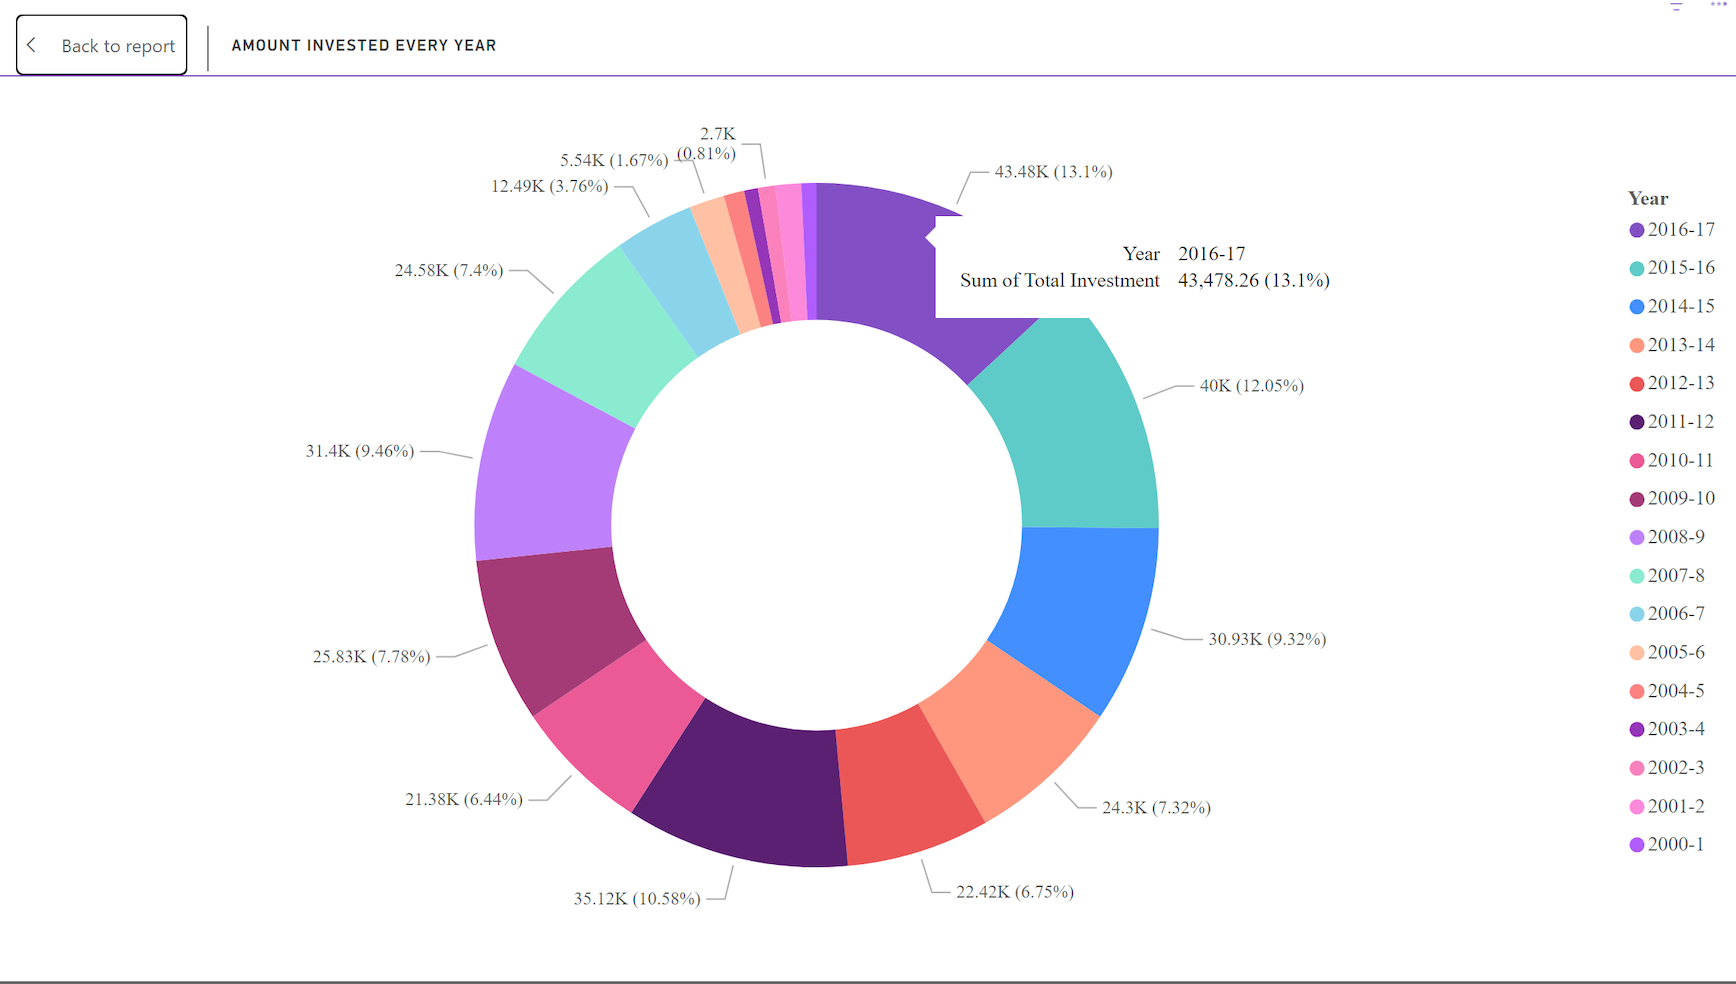 Back to report
AMOUNT INVESTED EVERY YEAR
2.7K
(0.81%)
5.54K (1.67%)
12.49K (3.76%)
43.48K (13.1%)
24.58K (7.4%)
Year 2016-17
Sum of Total Investment 43,478.26 (13.1%)
40K (12.05%)
31.4K (9.46%)
30.93K (9.32%)
25.83K (7.78%)
21.38K (6.44%)
24.3K (7.32%)
35.12K (10.58%)
22.42K (6.75%)
Year
2016-17
2015-16
2014-15
2013-14
2012-13
2011-12
2010-11
2009-10
2008-9
2007-8
2006-7
2005-6
2004-5
2003-4
2002-3
2001-2
2000-1